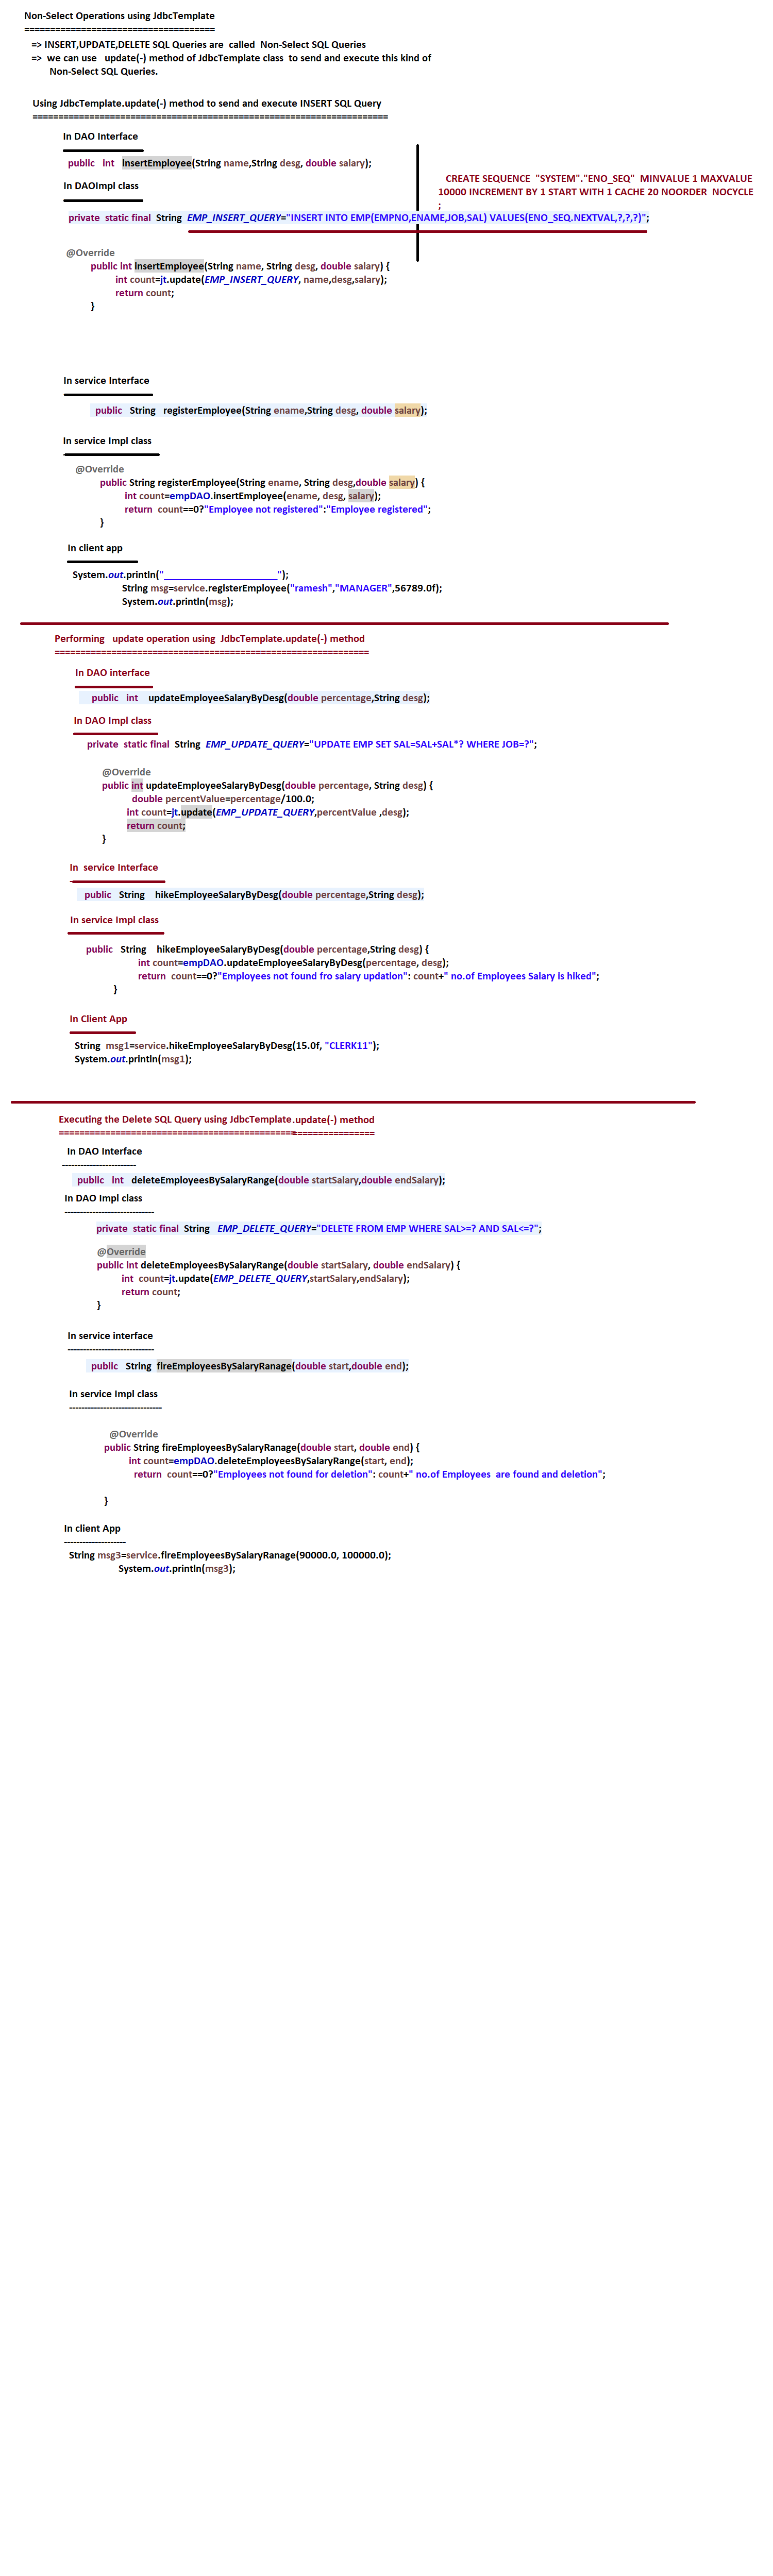 Non-Select Operations using JdbcTemplate
=====================================
=> INSERT,UPDATE,DELETE SQL Queries are called Non-Select SQL Queries
=> we can use update(-) method of JdbcTemplate class to send and execute this kind of
Non-Select SQL Queries.
Using JdbcTemplate.update(-) method to send and execute INSERT SQL Query
=====================================================================
In DAO Interface
public int insertEmployee(String name,String desg, double salary);
CREATE SEQUENCE "SYSTEM"."ENO_SEQ" MINVALUE 1 MAXVALUE
10000 INCREMENT BY 1 START WITH 1 CACHE 20 NOORDER NOCYCLE
;
In DAOImpl class
private static final String EMP_INSERT_QUERY="INSERT INTO EMP(EMPNO,ENAME,JOB,SAL) VALUES(ENO_SEQ.NEXTVAL,?,?,?)";
@Override
public int insertEmployee(String name, String desg, double salary) {
int count=jt.update(EMP_INSERT_QUERY, name,desg,salary);
return count;
}
In service Interface
public String registerEmployee(String ename,String desg, double salary);
In service Impl class
@Override
public String registerEmployee(String ename, String desg,double salary) {
int count=empDAO.insertEmployee(ename, desg, salary);
return count==0?"Employee not registered":"Employee registered";
}
In client app
System.out.println("______________________");
String msg=service.registerEmployee("ramesh","MANAGER",56789.0f);
System.out.println(msg);
Performing update operation using JdbcTemplate.update(-) method
=============================================================
In DAO interface
public int updateEmployeeSalaryByDesg(double percentage,String desg);
In DAO Impl class
private static final String EMP_UPDATE_QUERY="UPDATE EMP SET SAL=SAL+SAL*? WHERE JOB=?";
@Override
public int updateEmployeeSalaryByDesg(double percentage, String desg) {
double percentValue=percentage/100.0;
int count=jt.update(EMP_UPDATE_QUERY,percentValue ,desg);
return count;
}
In service Interface
public String hikeEmployeeSalaryByDesg(double percentage,String desg);
In service Impl class
public String hikeEmployeeSalaryByDesg(double percentage,String desg) {
int count=empDAO.updateEmployeeSalaryByDesg(percentage, desg);
return count==0?"Employees not found fro salary updation": count+" no.of Employees Salary is hiked";
}
In Client App
String msg1=service.hikeEmployeeSalaryByDesg(15.0f, "CLERK11");
System.out.println(msg1);
Executing the Delete SQL Query using JdbcTemplate.update(-) method
==============================================================
In DAO Interface
------------------------
public int deleteEmployeesBySalaryRange(double startSalary,double endSalary);
In DAO Impl class
-----------------------------
private static final String EMP_DELETE_QUERY="DELETE FROM EMP WHERE SAL>=? AND SAL<=?";
@Override
public int deleteEmployeesBySalaryRange(double startSalary, double endSalary) {
int count=jt.update(EMP_DELETE_QUERY,startSalary,endSalary);
return count;
}
In service interface
----------------------------
public String fireEmployeesBySalaryRanage(double start,double end);
In service Impl class
------------------------------
@Override
public String fireEmployeesBySalaryRanage(double start, double end) {
int count=empDAO.deleteEmployeesBySalaryRange(start, end);
return count==0?"Employees not found for deletion": count+" no.of Employees are found and deletion";
}
In client App
--------------------
String msg3=service.fireEmployeesBySalaryRanage(90000.0, 100000.0);
System.out.println(msg3);